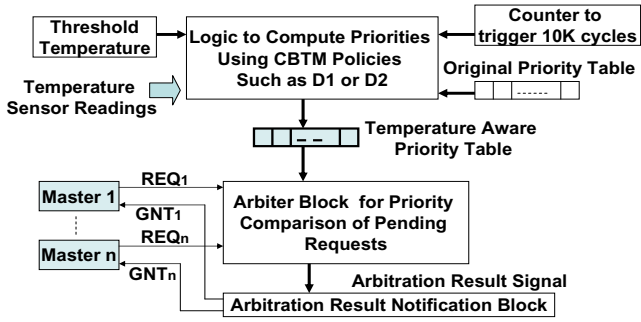 Threshold
Temperature
Logic to Compute Priorities
Using CBTM Policies
Such as D1 or D2
Counter to
trigger 10K cycles
Original Priority Table
Temperature
Sensor Readings
Temperature Aware
Priority Table
Master 1
REQ1
GNT1
Master n
REQn
GNTn
Arbiter Block for Priority
Comparison of Pending
Requests
Arbitration Result Signal
Arbitration Result Notification Block